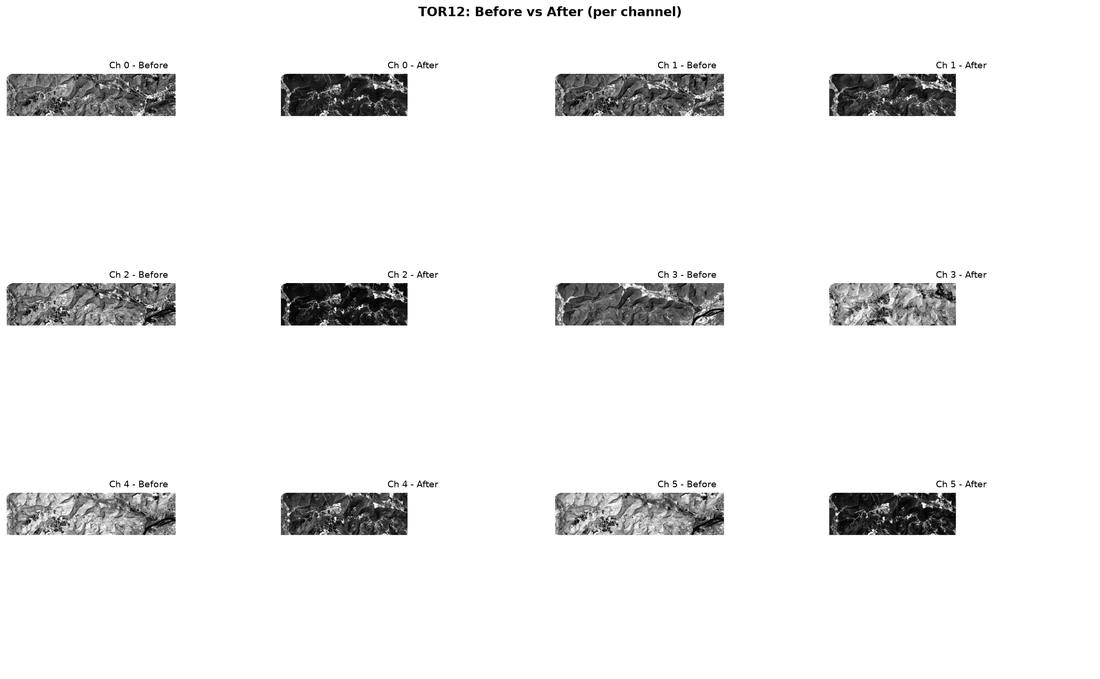 TOR12: Before vs After (per channel)
Ch 0 - Before
Ch 0 - After
Ch 1 - Before
Ch 1 - After
Ch 2 - Before
Ch 2 - After
Ch 3 - Before
Ch 3 - After
Ch 4 - Before
Ch 4 - After
Ch 5 - Before
Ch 5 - After